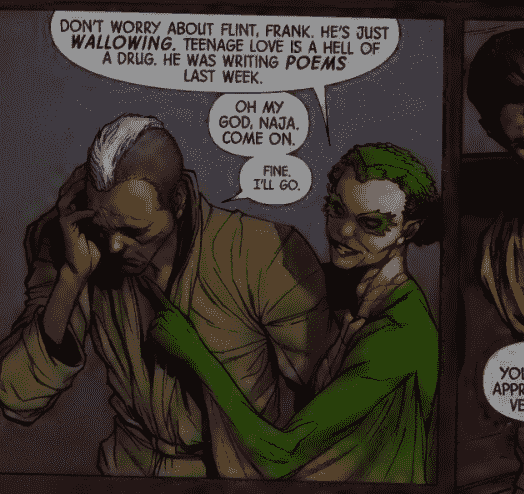 DON'T WORRY ABOUT FLINT, FRANK. HE'S JUST
WALLOWING. TEENAGE LOVE IS A HELL OF
A DRUG. HE WAS WRITING POEMS
LAST WEEK.
OH MY
GOD, NAJA.
COME ON.
FINE.
I'LL GO.